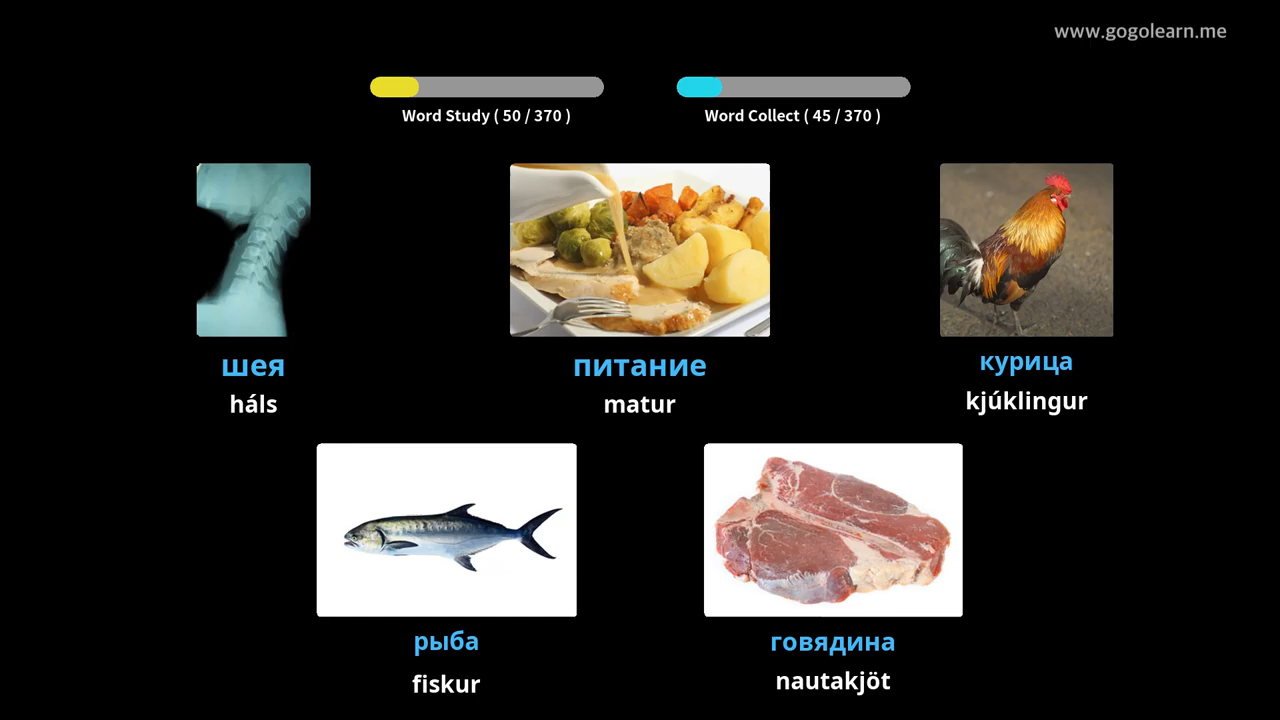 www.gogolearn.me
Word Study ( 50 / 370 )
Word Collect ( 45 / 370 )
шея
háls
питание
matur
курица
kjúklingur
рыба
fiskur
говядина
nautakjöt